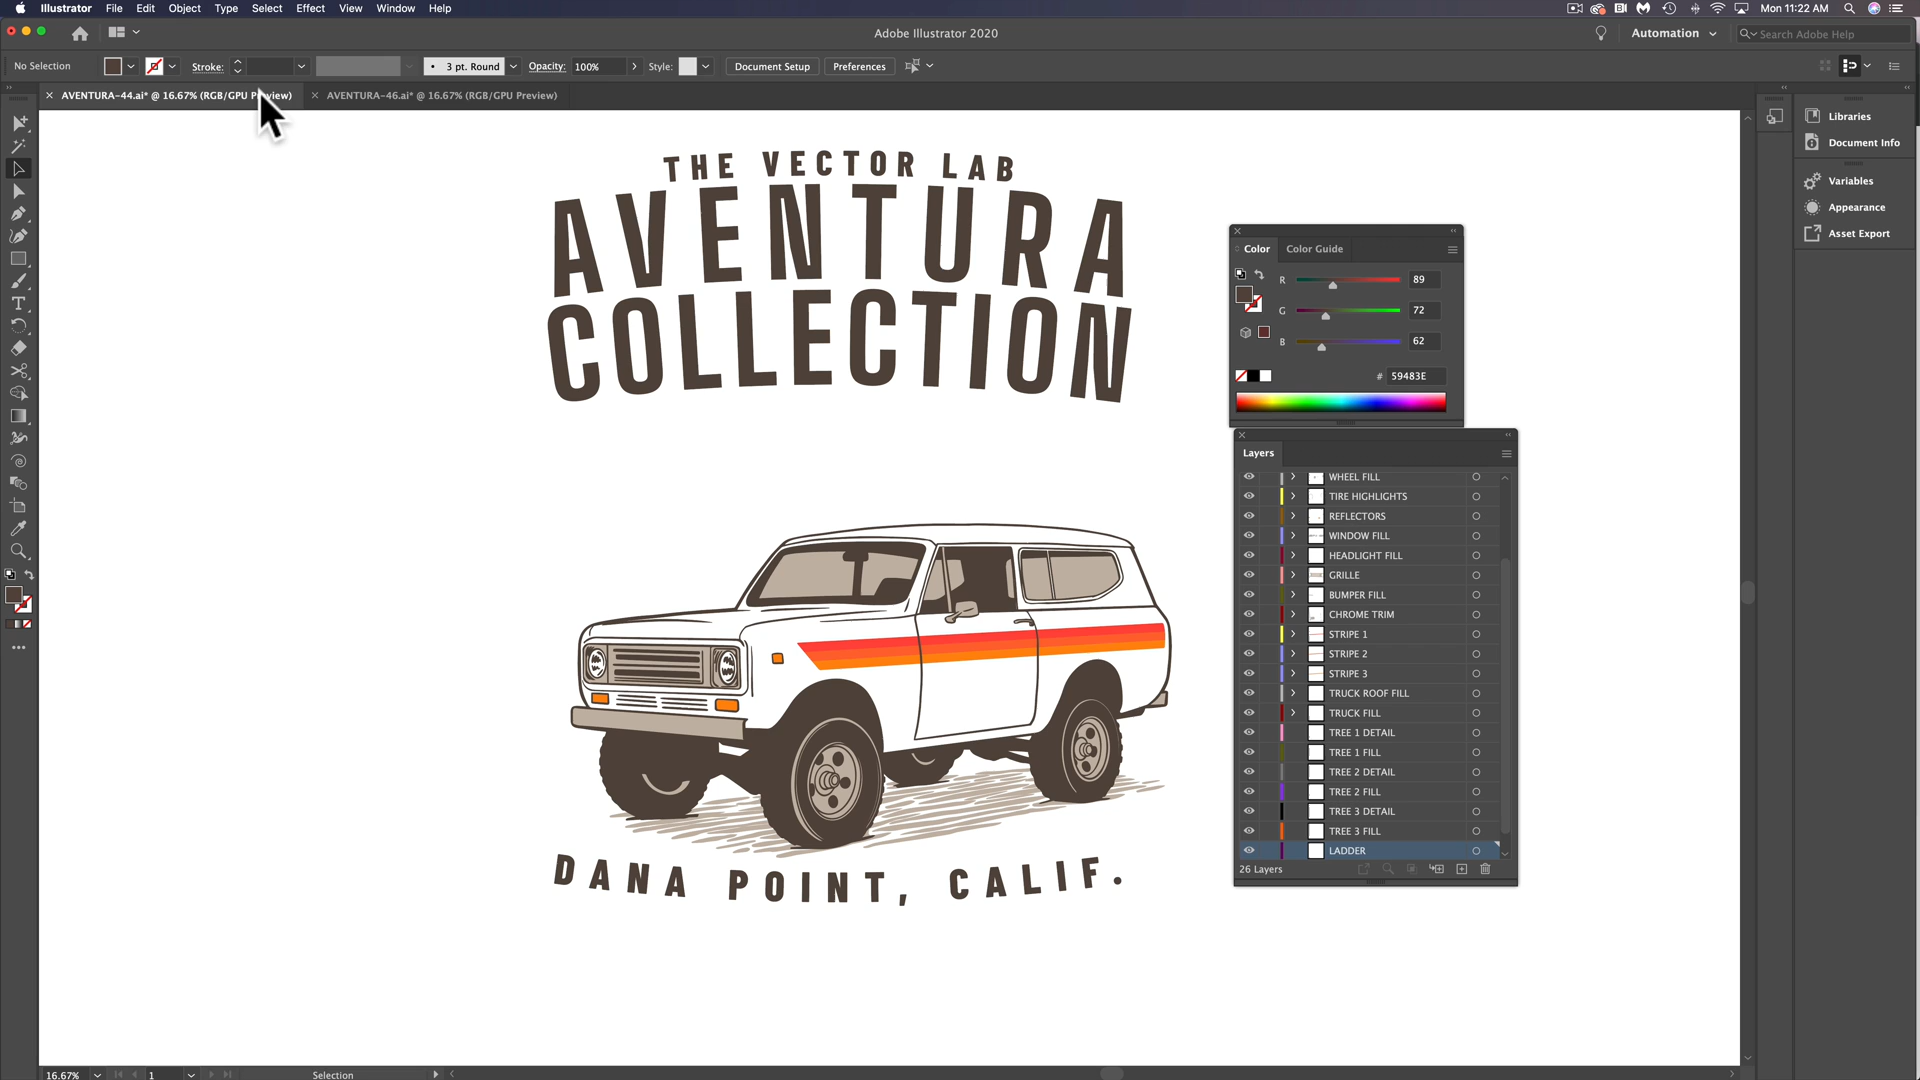 Illustrator File Edit Object Type Select Effect View Window Help
Mon 11:22 AM
Adobe Illustrator 2020
Automation
Search Adobe Help
No Selection
Stroke:
3 pt. Round
Opacity: 100%
Style:
Document Setup
Preferences
AVENTURA-44.ai* @ 16.67% (RGB/GPU Preview)
AVENTURA-46.ai* @ 16.67% (RGB/GPU Preview)
Libraries
Document Info
Variables
Appearance
Asset Export
THE VECTOR LAB
AVENTURA
COLLECTION
DANA POINT, CALIF.
Color Color Guide
R 89
G 72
B 62
# 59483E
Layers
WHEEL FILL
TIRE HIGHLIGHTS
REFLECTORS
WINDOW FILL
HEADLIGHT FILL
GRILLE
BUMPER FILL
CHROME TRIM
STRIPE 1
STRIPE 2
STRIPE 3
TRUCK ROOF FILL
TRUCK FILL
TREE 1 DETAIL
TREE 1 FILL
TREE 2 DETAIL
TREE 2 FILL
TREE 3 DETAIL
TREE 3 FILL
LADDER
26 Layers
16.67%
1
Selection